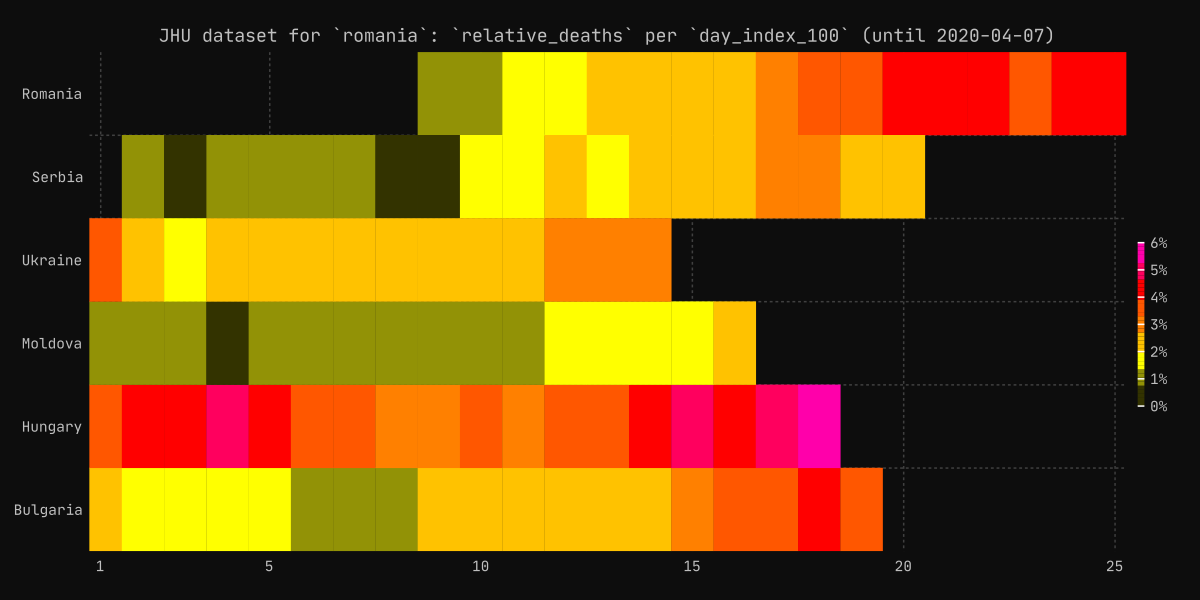 JHU dataset for `romania`: `relative_deaths` per `day_index_100` (until 2020-04-07)
Romania
Serbia
Ukraine
Moldova
Hungary
Bulgaria
6%
5%
4%
3%
2%
1%
0%
1 5 10 15 20 25